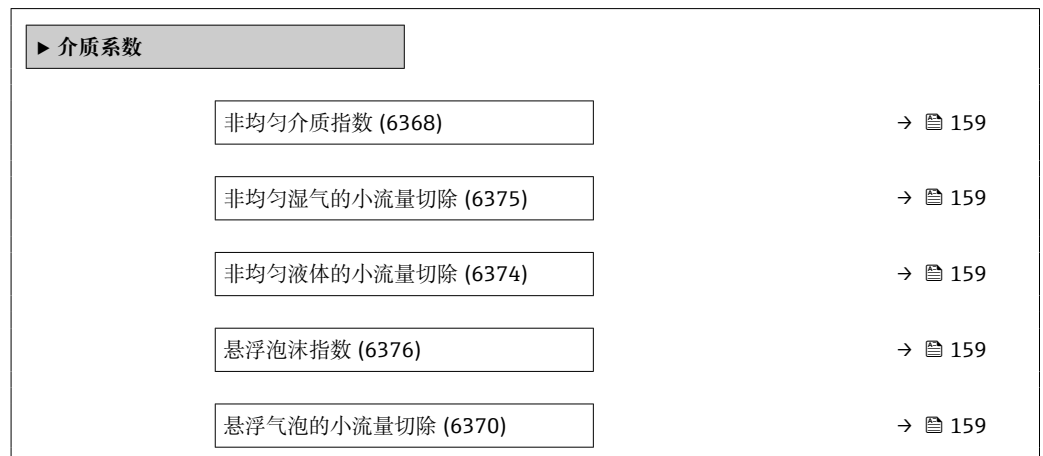 ▶ 介质系数
非均匀介质指数 (6368) → 159
非均匀湿气的小流量切除 (6375) → 159
非均匀液体的小流量切除 (6374) → 159
悬浮泡沫指数 (6376) → 159
悬浮气泡的小流量切除 (6370) → 159